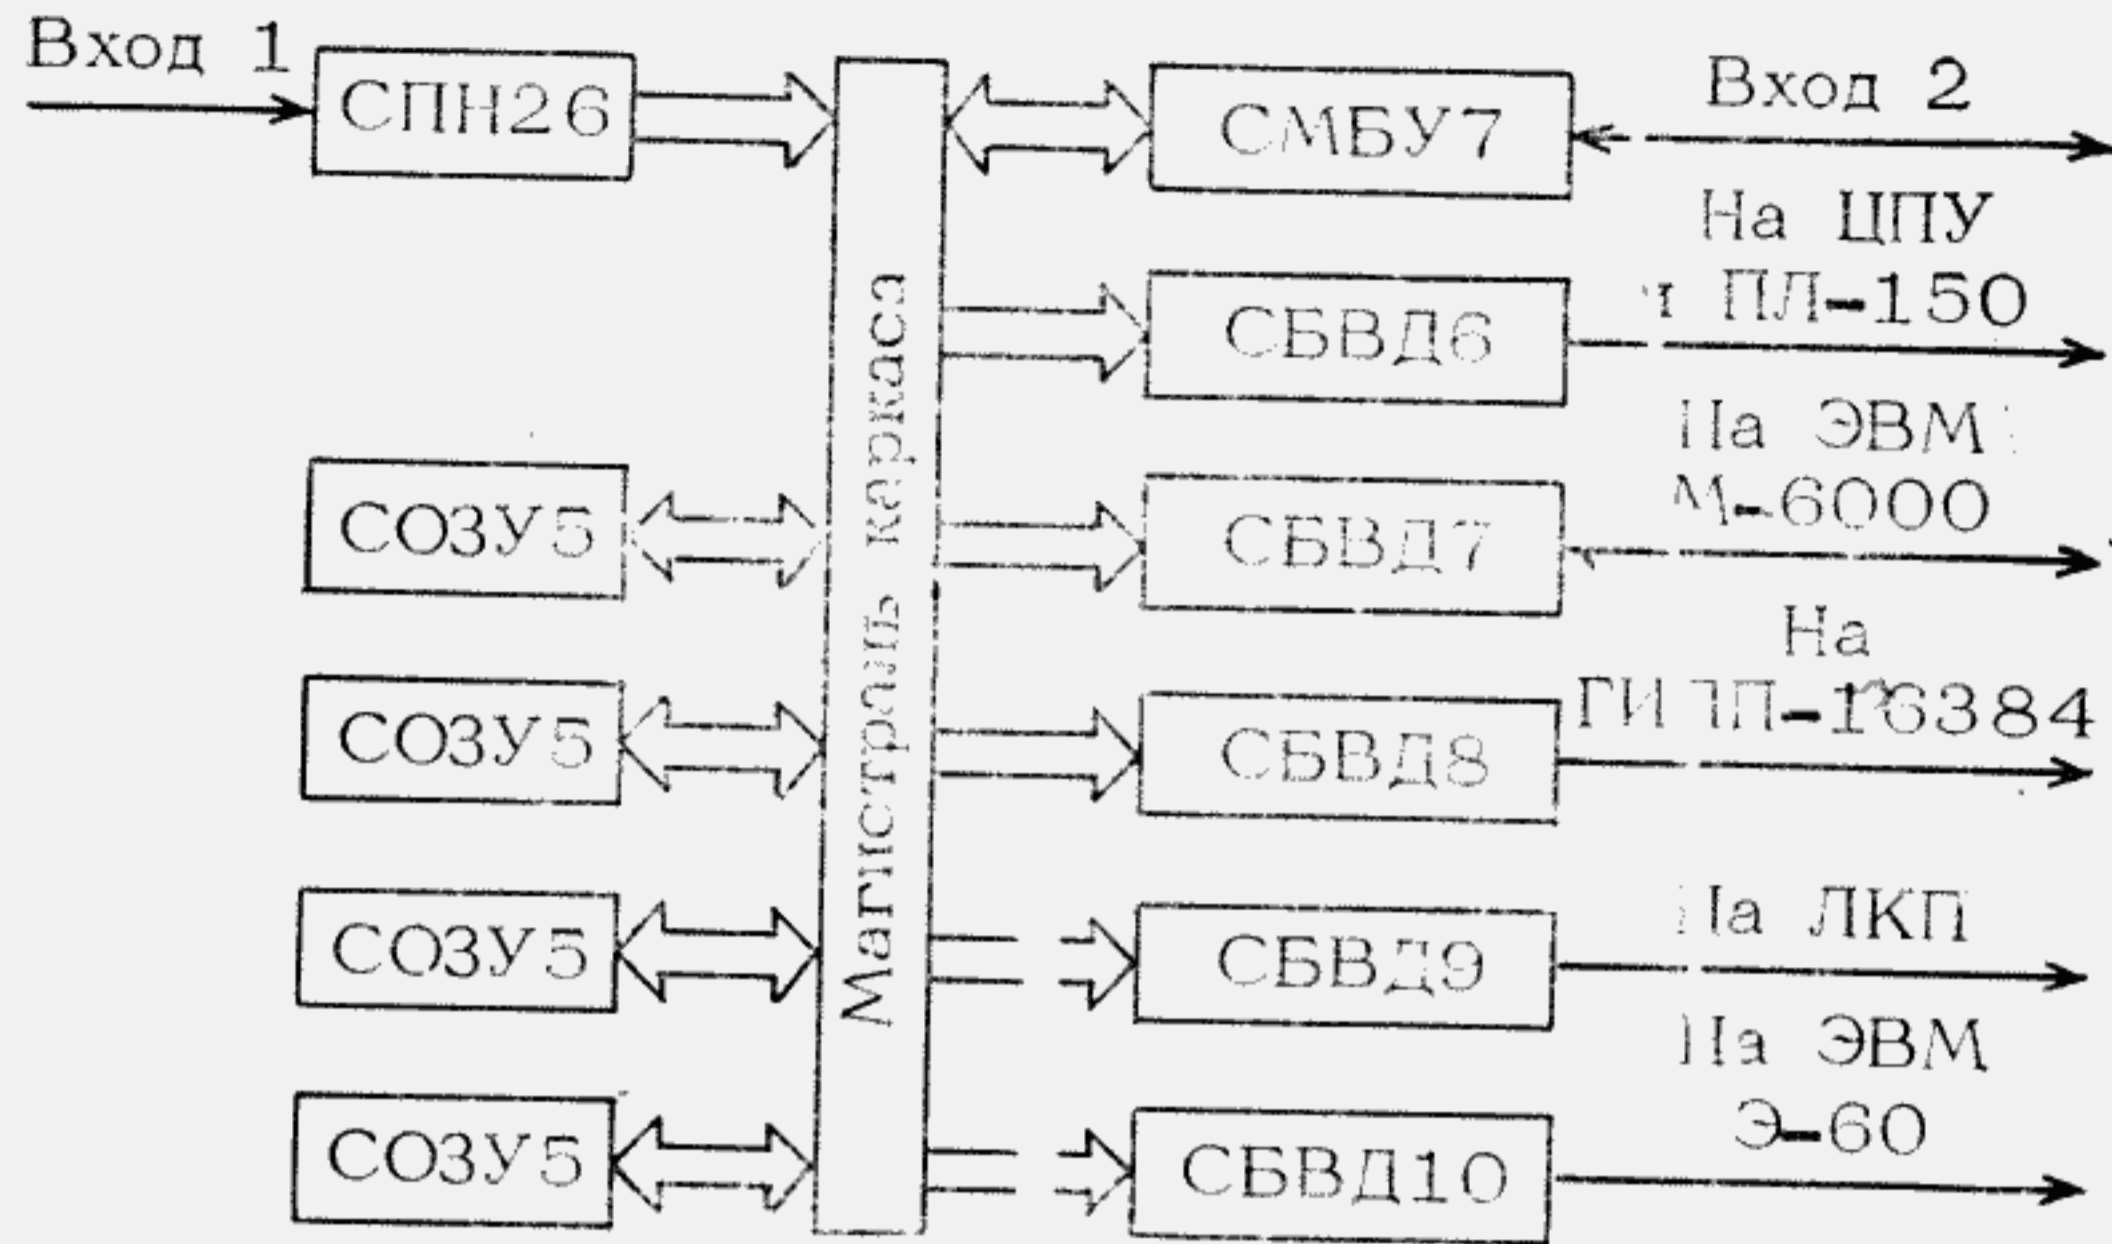 Вход 1
СПН26
СМБУ7
Вход 2
На ЦПУ
и ПЛ-150
СБВД6
На ЭВМ
М-6000
СОЗУ5
СБВД7
На
СОЗУ5
СБВД8
СОЗУ5
СБВД9
На ЛКП
На ЭВМ
Э-60
СОЗУ5
СБВД10
Магистраль каркаса